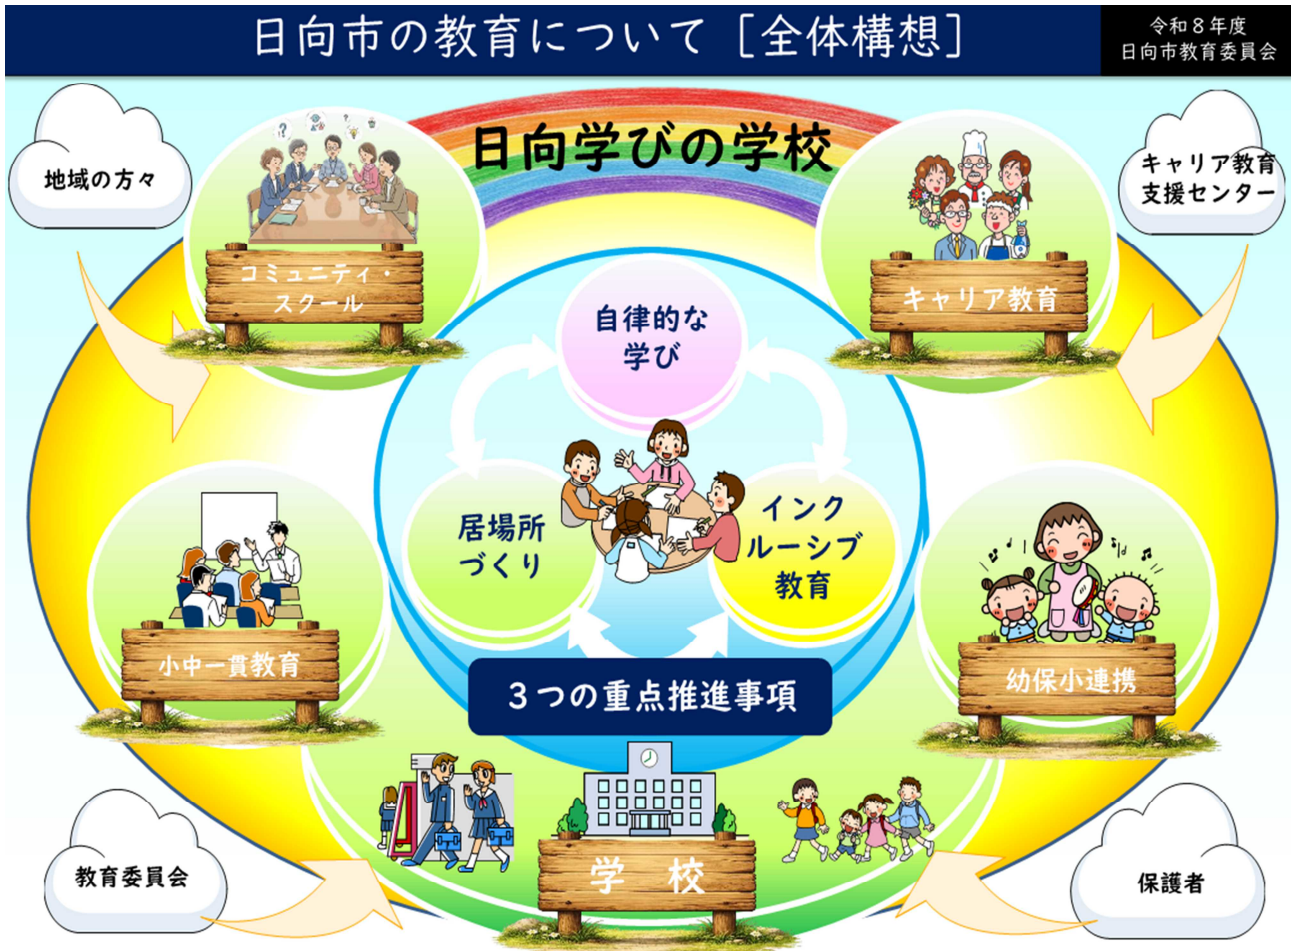 日向市の教育について［全体構想］
令和８年度
日向市教育委員会
日向学びの学校
地域の方々
キャリア教育
支援センター
コミュニティ・
スクール
キャリア教育
自律的な
学び
居場所
づくり
インク
ルーシブ
教育
小中一貫教育
幼保小連携
３つの重点推進事項
学　校
教育委員会
保護者